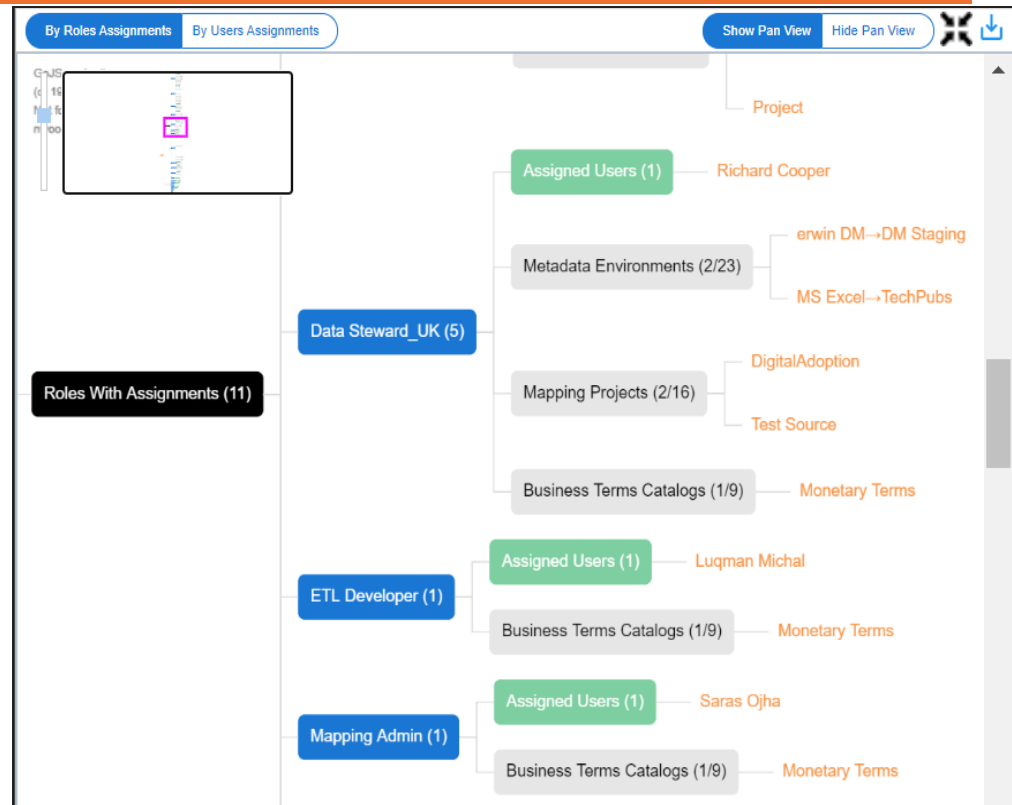 By Roles Assignments
By Users Assignments
Show Pan View
Hide Pan View
Project
Assigned Users (1)
Richard Cooper
Metadata Environments (2/23)
erwin DM→DM Staging
MS Excel→TechPubs
Data Steward_UK (5)
Roles With Assignments (11)
Mapping Projects (2/16)
DigitalAdoption
Test Source
Business Terms Catalogs (1/9)
Monetary Terms
ETL Developer (1)
Assigned Users (1)
Luqman Michal
Business Terms Catalogs (1/9)
Monetary Terms
Mapping Admin (1)
Assigned Users (1)
Saras Ojha
Business Terms Catalogs (1/9)
Monetary Terms